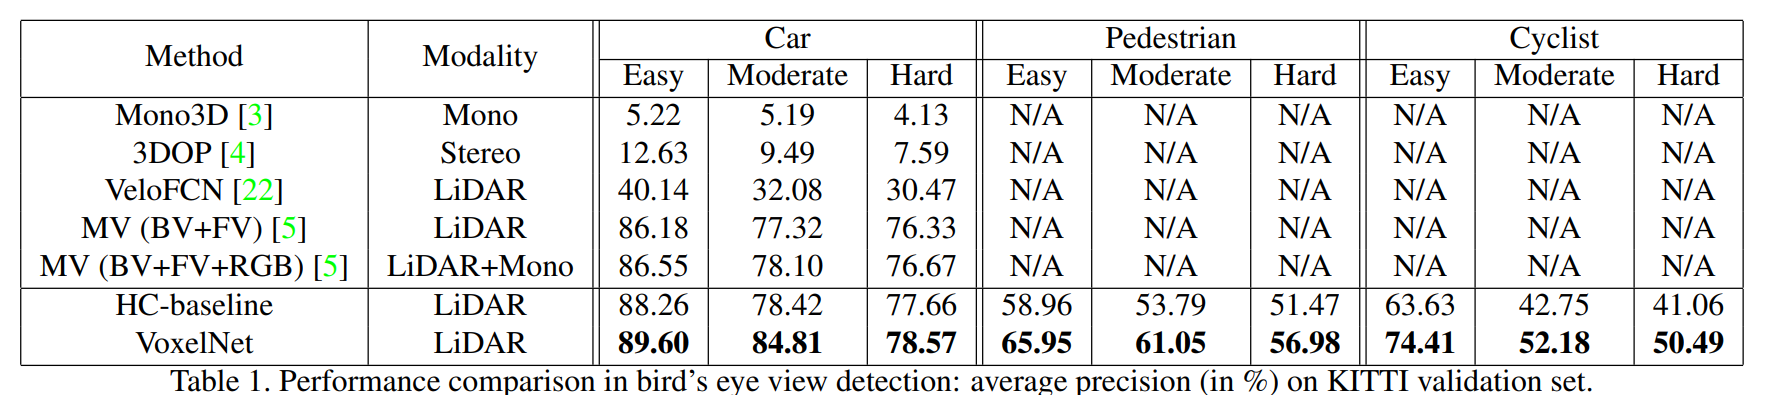 Method Modality Car Pedestrian Cyclist
Easy Moderate Hard Easy Moderate Hard Easy Moderate Hard
Mono3D [3] Mono 5.22 5.19 4.13 N/A N/A N/A N/A N/A N/A
3DOP [4] Stereo 12.63 9.49 7.59 N/A N/A N/A N/A N/A N/A
VeloFCN [22] LiDAR 40.14 32.08 30.47 N/A N/A N/A N/A N/A N/A
MV (BV+FV) [5] LiDAR 86.18 77.32 76.33 N/A N/A N/A N/A N/A N/A
MV (BV+FV+RGB) [5] LiDAR+Mono 86.55 78.10 76.67 N/A N/A N/A N/A N/A N/A
HC-baseline LiDAR 88.26 78.42 77.66 58.96 53.79 51.47 63.63 42.75 41.06
VoxelNet LiDAR 89.60 84.81 78.57 65.95 61.05 56.98 74.41 52.18 50.49
Table 1. Performance comparison in bird's eye view detection: average precision (in %) on KITTI validation set.